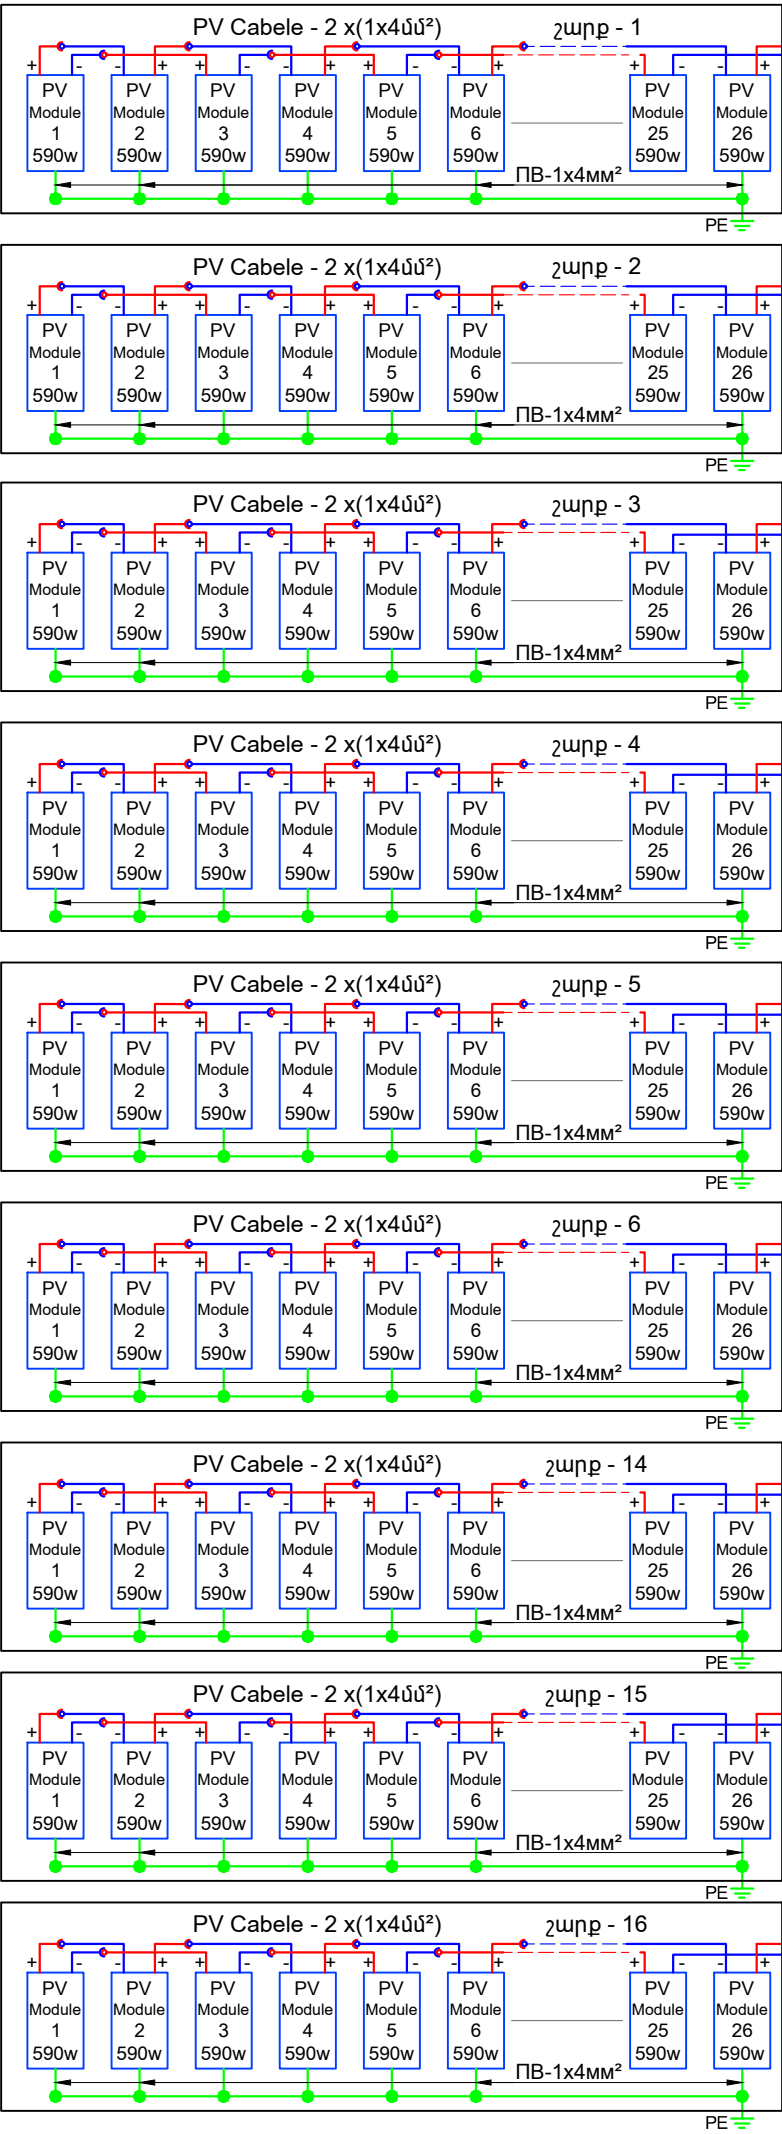 PV Cabele - 2 x(1x4մմ²) շարք - 1
+ - - + + - - + + - - + + - - +
PV PV PV PV PV PV PV PV
Module Module Module Module Module Module Module Module
1 2 3 4 5 6 25 26
590w 590w 590w 590w 590w 590w 590w 590w
ПВ-1x4мм²
PE
PV Cabele - 2 x(1x4մմ²) շարք - 2
+ - - + + - - + + - - + + - - +
PV PV PV PV PV PV PV PV
Module Module Module Module Module Module Module Module
1 2 3 4 5 6 25 26
590w 590w 590w 590w 590w 590w 590w 590w
ПВ-1x4мм²
PE
PV Cabele - 2 x(1x4մմ²) շարք - 3
+ - - + + - - + + - - + + - - +
PV PV PV PV PV PV PV PV
Module Module Module Module Module Module Module Module
1 2 3 4 5 6 25 26
590w 590w 590w 590w 590w 590w 590w 590w
ПВ-1x4мм²
PE
PV Cabele - 2 x(1x4մմ²) շարք - 4
+ - - + + - - + + - - + + - - +
PV PV PV PV PV PV PV PV
Module Module Module Module Module Module Module Module
1 2 3 4 5 6 25 26
590w 590w 590w 590w 590w 590w 590w 590w
ПВ-1x4мм²
PE
PV Cabele - 2 x(1x4մմ²) շարք - 5
+ - - + + - - + + - - + + - - +
PV PV PV PV PV PV PV PV
Module Module Module Module Module Module Module Module
1 2 3 4 5 6 25 26
590w 590w 590w 590w 590w 590w 590w 590w
ПВ-1x4мм²
PE
PV Cabele - 2 x(1x4մմ²) շարք - 6
+ - - + + - - + + - - + + - - +
PV PV PV PV PV PV PV PV
Module Module Module Module Module Module Module Module
1 2 3 4 5 6 25 26
590w 590w 590w 590w 590w 590w 590w 590w
ПВ-1x4мм²
PE
PV Cabele - 2 x(1x4մմ²) շարք - 14
+ - - + + - - + + - - + + - - +
PV PV PV PV PV PV PV PV
Module Module Module Module Module Module Module Module
1 2 3 4 5 6 25 26
590w 590w 590w 590w 590w 590w 590w 590w
ПВ-1x4мм²
PE
PV Cabele - 2 x(1x4մմ²) շարք - 15
+ - - + + - - + + - - + + - - +
PV PV PV PV PV PV PV PV
Module Module Module Module Module Module Module Module
1 2 3 4 5 6 25 26
590w 590w 590w 590w 590w 590w 590w 590w
ПВ-1x4мм²
PE
PV Cabele - 2 x(1x4մմ²) շարք - 16
+ - - + + - - + + - - + + - - +
PV PV PV PV PV PV PV PV
Module Module Module Module Module Module Module Module
1 2 3 4 5 6 25 26
590w 590w 590w 590w 590w 590w 590w 590w
ПВ-1x4мм²
PE